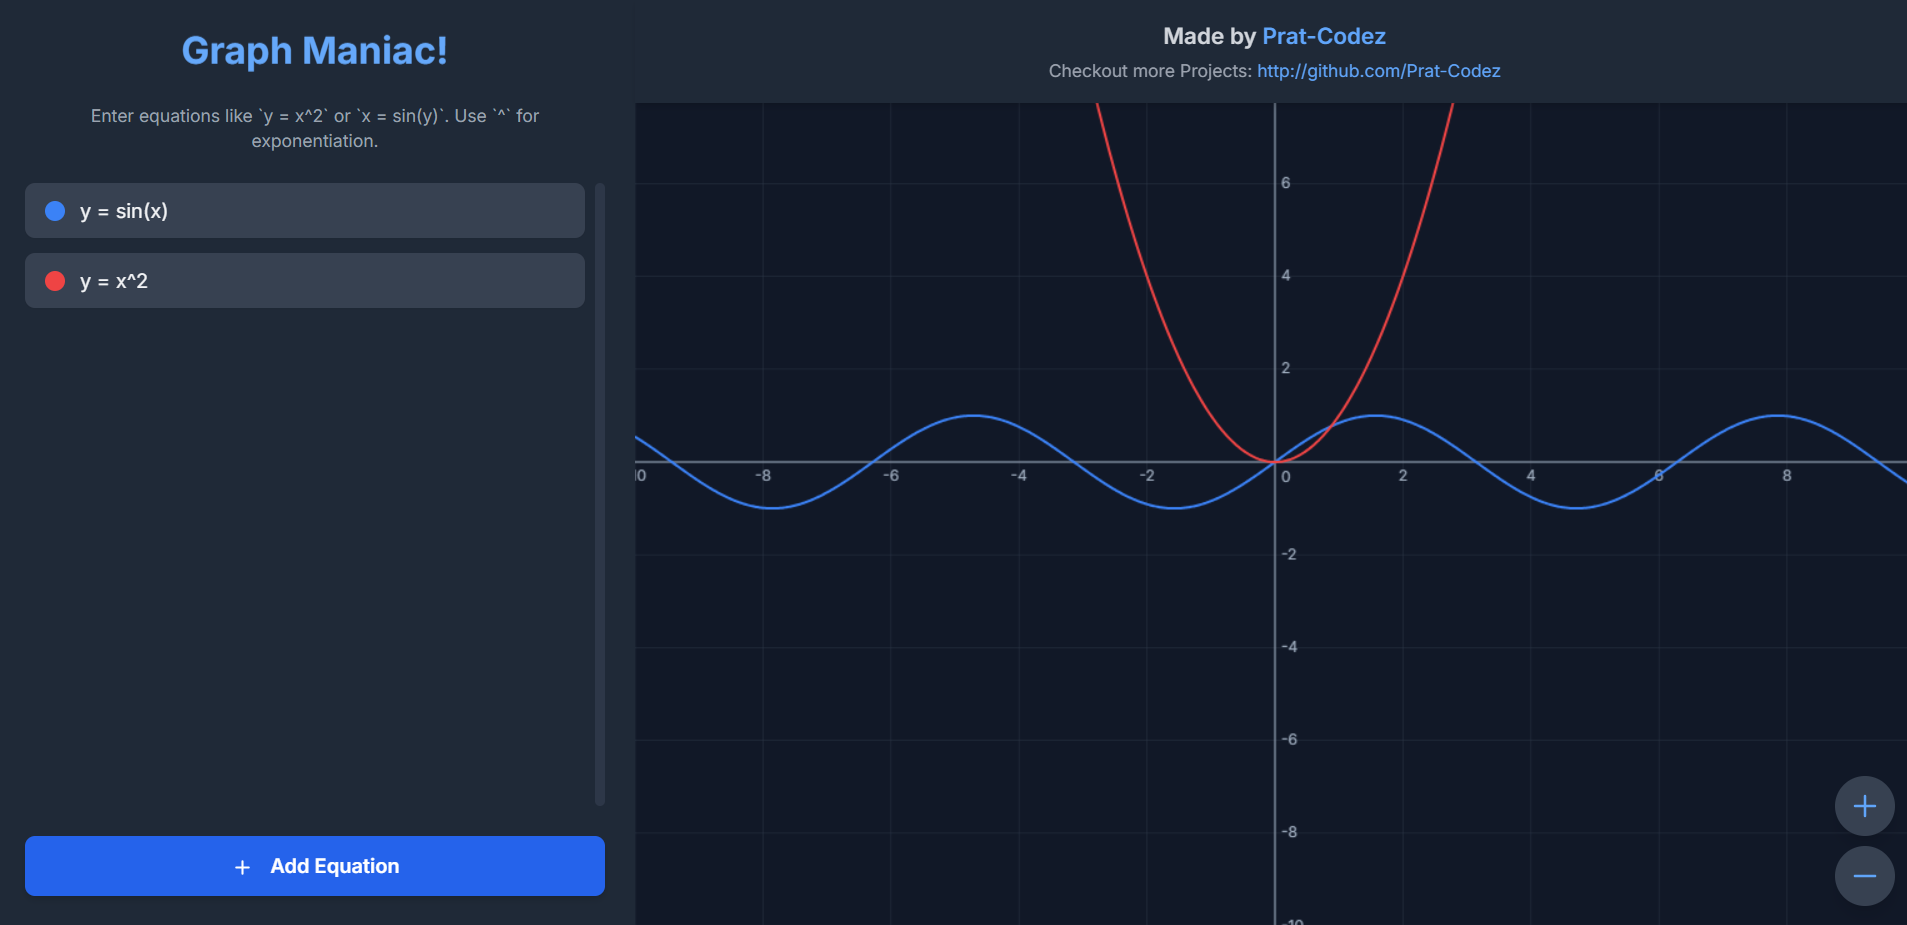 Graph Maniac!
Enter equations like `y = x^2` or `x = sin(y)`. Use `^` for
exponentiation.
y = sin(x)
y = x^2
+ Add Equation
Made by Prat-Codez
Checkout more Projects: http://github.com/Prat-Codez
6
4
2
-8 -6 -4 -2 0 2 4 6 8
-2
-4
-6
-8
-10